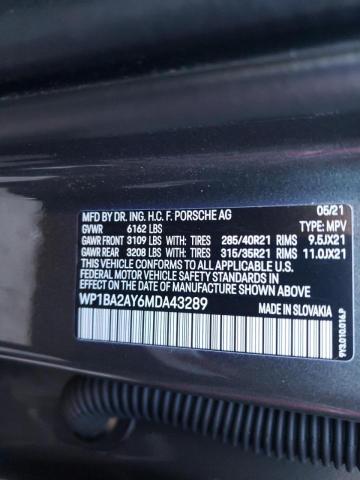 MFD BY DR. ING. H.C. F. PORSCHE AG 05/21
GVWR 6162 LBS TYPE: MPV
GAWR FRONT 3109 LBS WITH TIRES 285/40R21 RIMS 9.5JX21
GAWR REAR 3208 LBS WITH TIRES 315/35R21 RIMS 11.0JX21
THIS VEHICLE CONFORMS TO ALL APPLICABLE
FEDERAL MOTOR VEHICLE SAFETY STANDARDS IN
EFFECT ON THE DATE OF MANUFACTURE SHOWN ABOVE
WP1BA2AY6MDA43289 MADE IN SLOVAKIA
9Y3.010.016.P